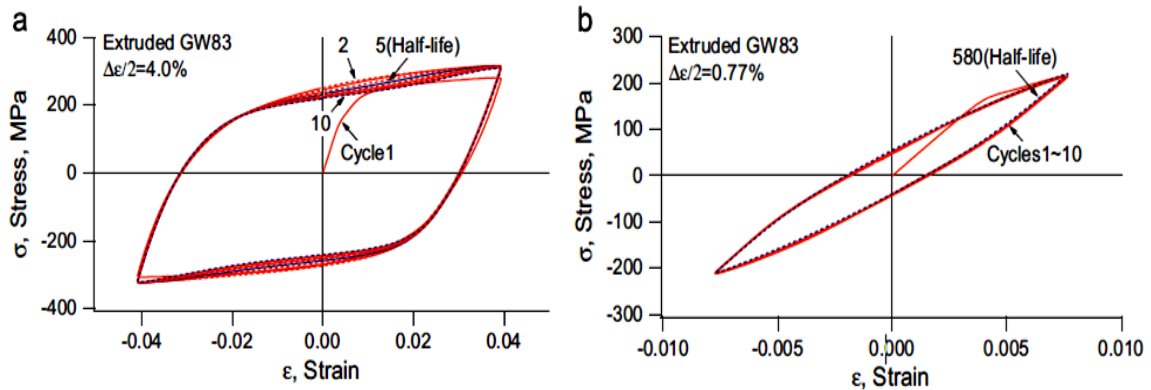 a
Extruded GW83
Δε/2=4.0%
2
5(Half-life)
10
Cycle1
400
200
0
-200
-400
-0.04
-0.02
0.00
0.02
0.04
σ, Stress, MPa
ε, Strain
b
Extruded GW83
Δε/2=0.77%
580(Half-life)
Cycles1~10
300
200
100
0
-100
-200
-300
-0.010
-0.005
0.000
0.005
0.010
σ, Stress, MPa
ε, Strain